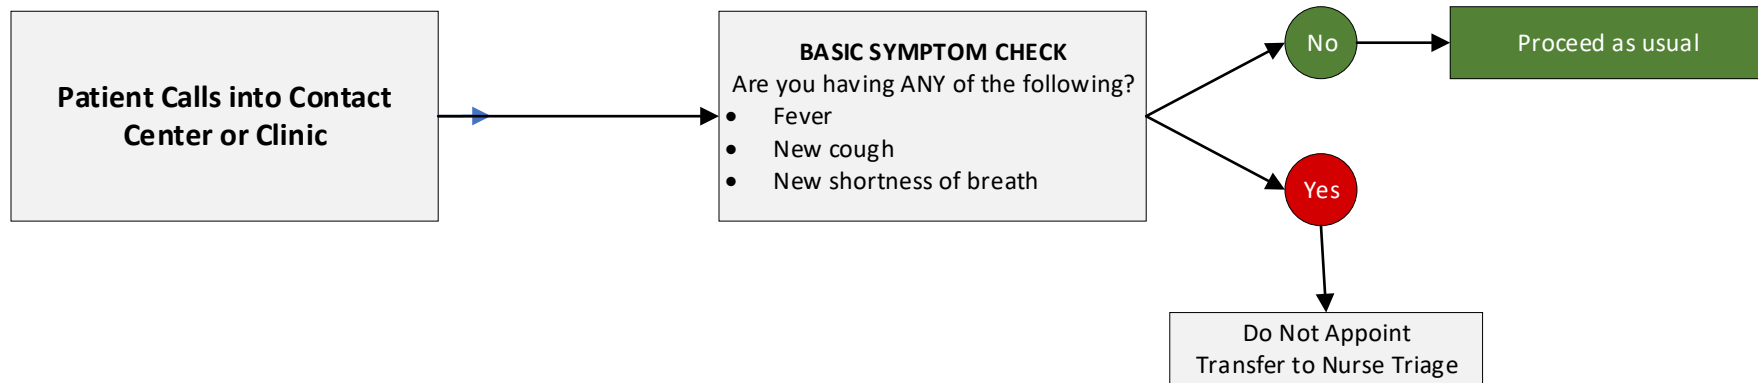 Patient Calls into Contact
Center or Clinic
BASIC SYMPTOM CHECK
Are you having ANY of the following?
• Fever
• New cough
• New shortness of breath
No
Proceed as usual
Yes
Do Not Appoint
Transfer to Nurse Triage